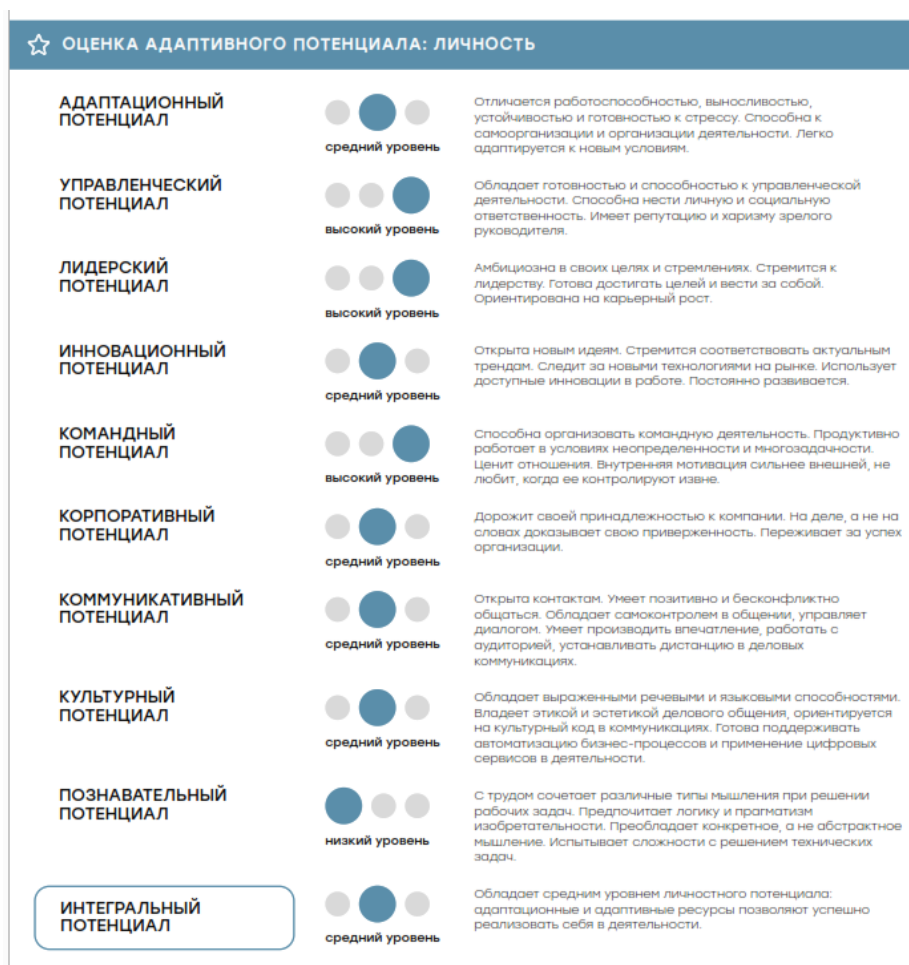 ОЦЕНКА АДАПТИВНОГО ПОТЕНЦИАЛА: ЛИЧНОСТЬ
АДАПТАЦИОННЫЙ
ПОТЕНЦИАЛ
средний уровень
Отличается работоспособностью, выносливостью,
устойчивостью и готовностью к стрессу. Способна к
самоорганизации и организации деятельности. Легко
адаптируется к новым условиям.
УПРАВЛЕНЧЕСКИЙ
ПОТЕНЦИАЛ
высокий уровень
Обладает готовностью и способностью к управленческой
деятельности. Способна нести личную и социальную
ответственность. Имеет репутацию и харизму зрелого
руководителя.
ЛИДЕРСКИЙ
ПОТЕНЦИАЛ
высокий уровень
Амбициозна в своих целях и стремлениях. Стремится к
лидерству. Готова достигать целей и вести за собой.
Ориентирована на карьерный рост.
ИННОВАЦИОННЫЙ
ПОТЕНЦИАЛ
средний уровень
Открыта новым идеям. Стремится соответствовать актуальным
трендам. Следит за новыми технологиями на рынке. Использует
доступные инновации в работе. Постоянно развивается.
КОМАНДНЫЙ
ПОТЕНЦИАЛ
высокий уровень
Способна организовать командную деятельность. Продуктивно
работает в условиях неопределенности и многозадачности.
Ценит отношения. Внутренняя мотивация сильнее внешней, не
любит, когда ее контролируют извне.
КОРПОРАТИВНЫЙ
ПОТЕНЦИАЛ
средний уровень
Дорожит своей принадлежностью к компании. На деле, а не на
словах доказывает свою приверженность. Переживает за успех
организации.
КОММУНИКАТИВНЫЙ
ПОТЕНЦИАЛ
средний уровень
Открыта контактам. Умеет позитивно и бесконфликтно
общаться. Обладает самоконтролем в общении, управляет
диалогом. Умеет производить впечатление, работать с
аудиторией, устанавливать дистанцию в деловых
коммуникациях.
КУЛЬТУРНЫЙ
ПОТЕНЦИАЛ
средний уровень
Обладает выраженными речевыми и языковыми способностями.
Владеет этикой и эстетикой делового общения, ориентируется
на культурный код в коммуникациях. Готова поддерживать
автоматизацию бизнес-процессов и применение цифровых
сервисов в деятельности.
ПОЗНАВАТЕЛЬНЫЙ
ПОТЕНЦИАЛ
низкий уровень
С трудом сочетает различные типы мышления при решении
рабочих задач. Предпочитает логику и прагматизм
изобретательности. Преобладает конкретное, а не абстрактное
мышление. Испытывает сложности с решением технических
задач.
ИНТЕГРАЛЬНЫЙ
ПОТЕНЦИАЛ
средний уровень
Обладает средним уровнем личностного потенциала:
адаптационные и адаптивные ресурсы позволяют успешно
реализовать себя в деятельности.